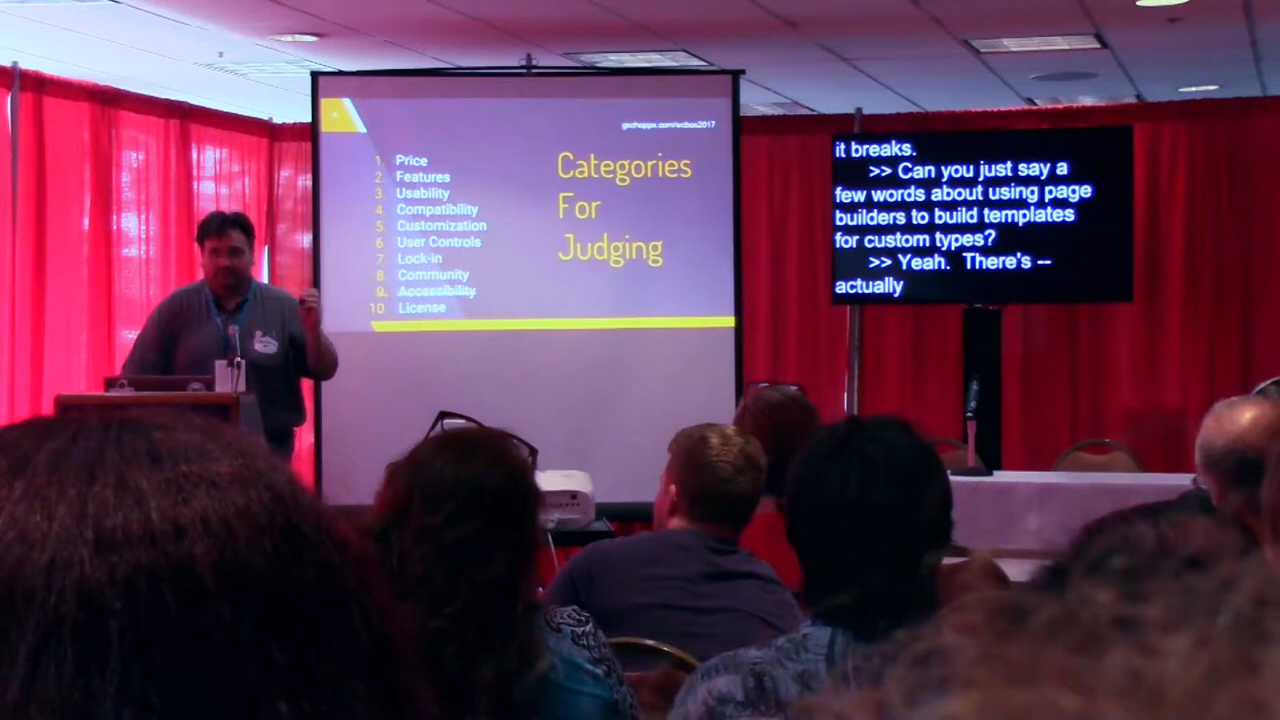 gschoppe.com/wcbos2017
1. Price
2. Features
3. Usability
4. Compatibility
5. Customization
6. User Controls
7. Lock-in
8. Community
9. Accessibility
10. License
Categories
For
Judging
it breaks.
>> Can you just say a
few words about using page
builders to build templates
for custom types?
>> Yeah. There's --
actually